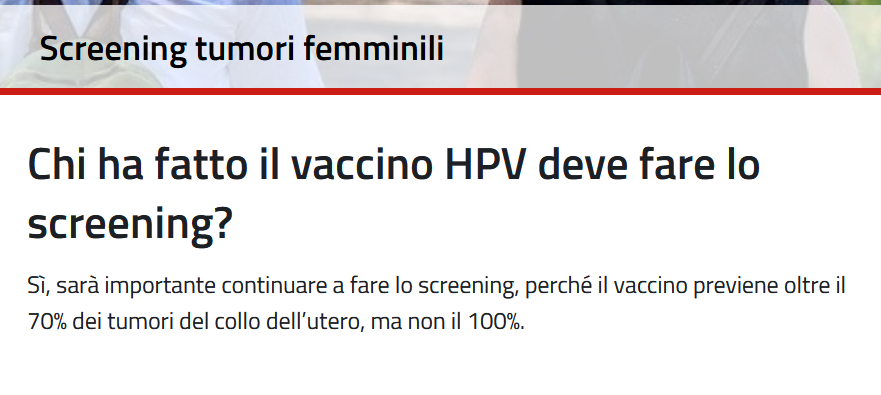 Screening tumori femminili
Chi ha fatto il vaccino HPV deve fare lo
screening?
Sì, sarà importante continuare a fare lo screening, perché il vaccino previene oltre il
70% dei tumori del collo dell’utero, ma non il 100%.